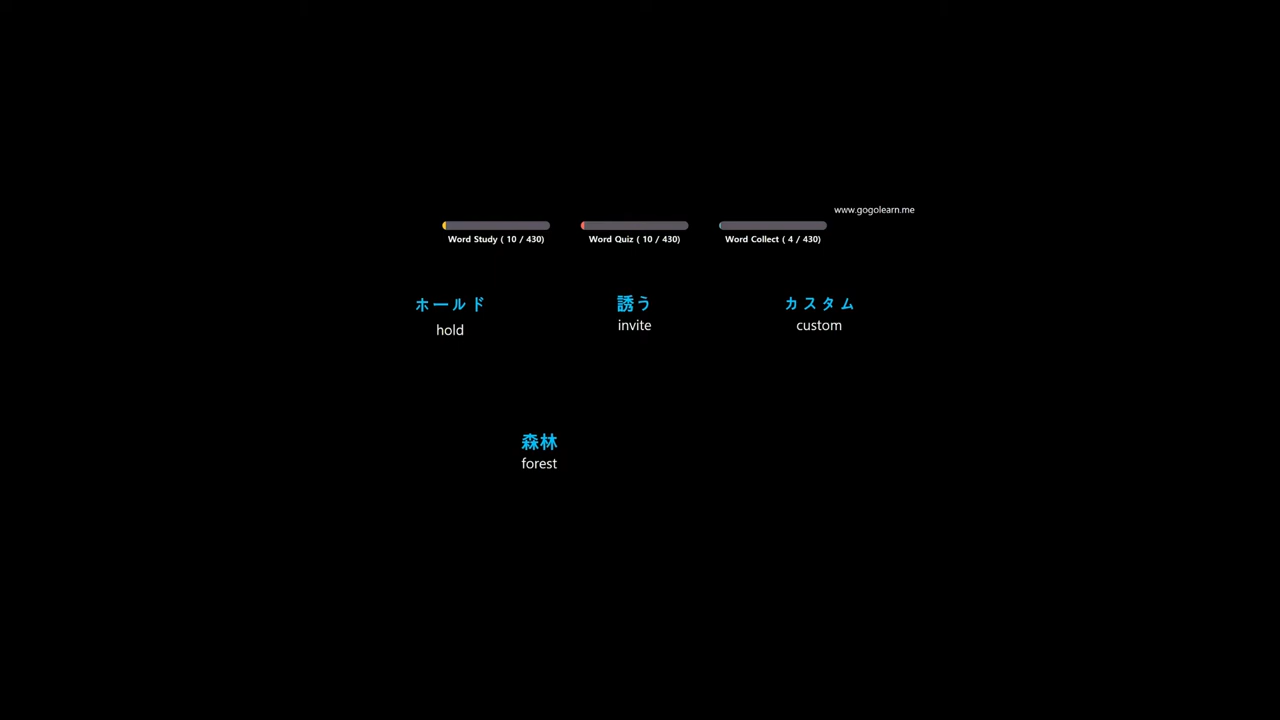 www.gogolearn.me
Word Study ( 10 / 430)
Word Quiz ( 10 / 430)
Word Collect ( 4 / 430)
ホールド
hold
誘う
invite
カスタム
custom
森林
forest